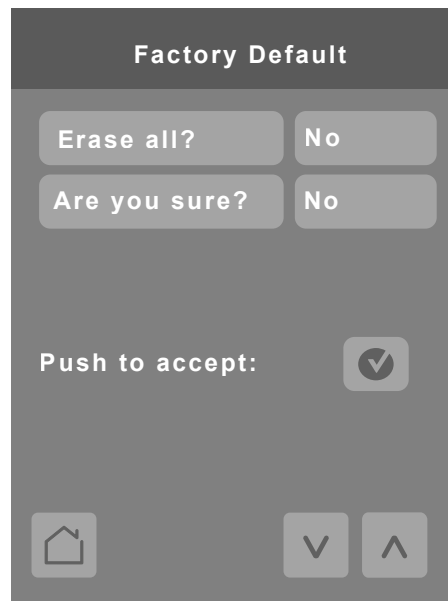 Factory Default
Erase all? No
Are you sure? No
Push to accept: